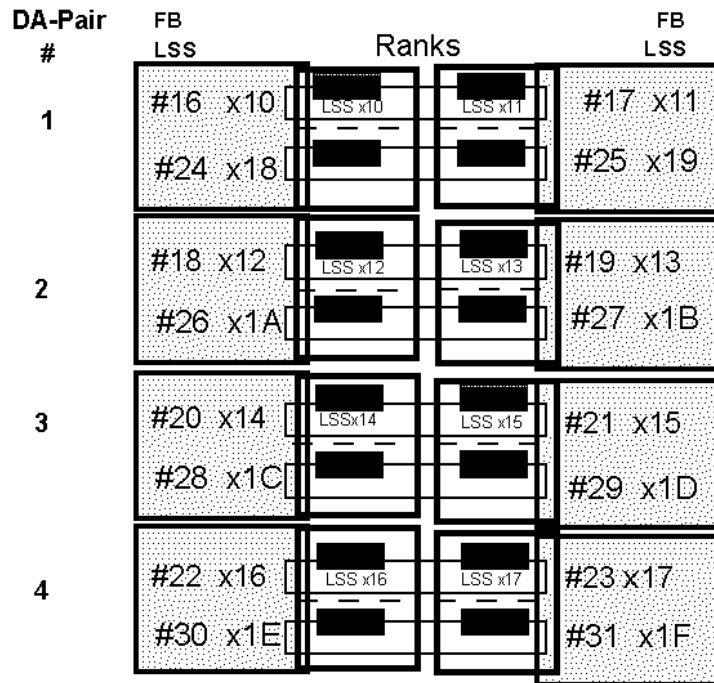 DA-Pair FB FB
# LSS Ranks LSS
#16 x10 LSS x10 LSS x11 #17 x11
1
#24 x18 #25 x19
#18 x12 LSS x12 LSS x13 #19 x13
2
#26 x1A #27 x1B
#20 x14 LSSx14 LSS x15 #21 x15
3
#28 x1C #29 x1D
#22 x16 LSS x16 LSS x17 #23 x17
4
#30 x1E #31 x1F